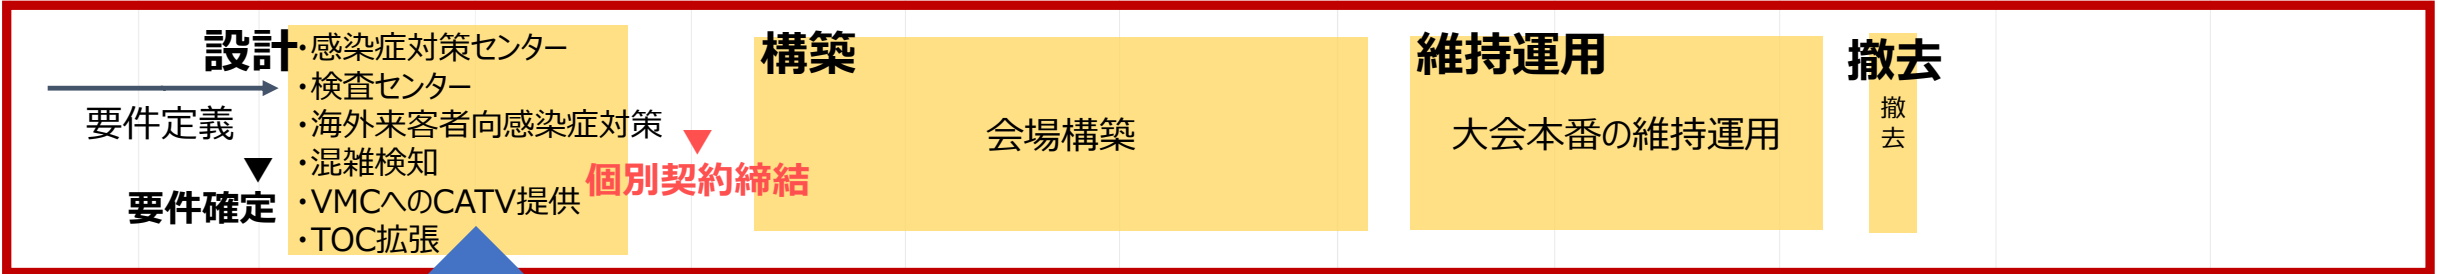 設計
要件定義
▼
要件確定
・感染症対策センター
・検査センター
・海外来客者向感染症対策
・混雑検知
・VMCへのCATV提供
・TOC拡張
▼
個別契約締結
構築
会場構築
維持運用
大会本番の維持運用
撤去
撤
去